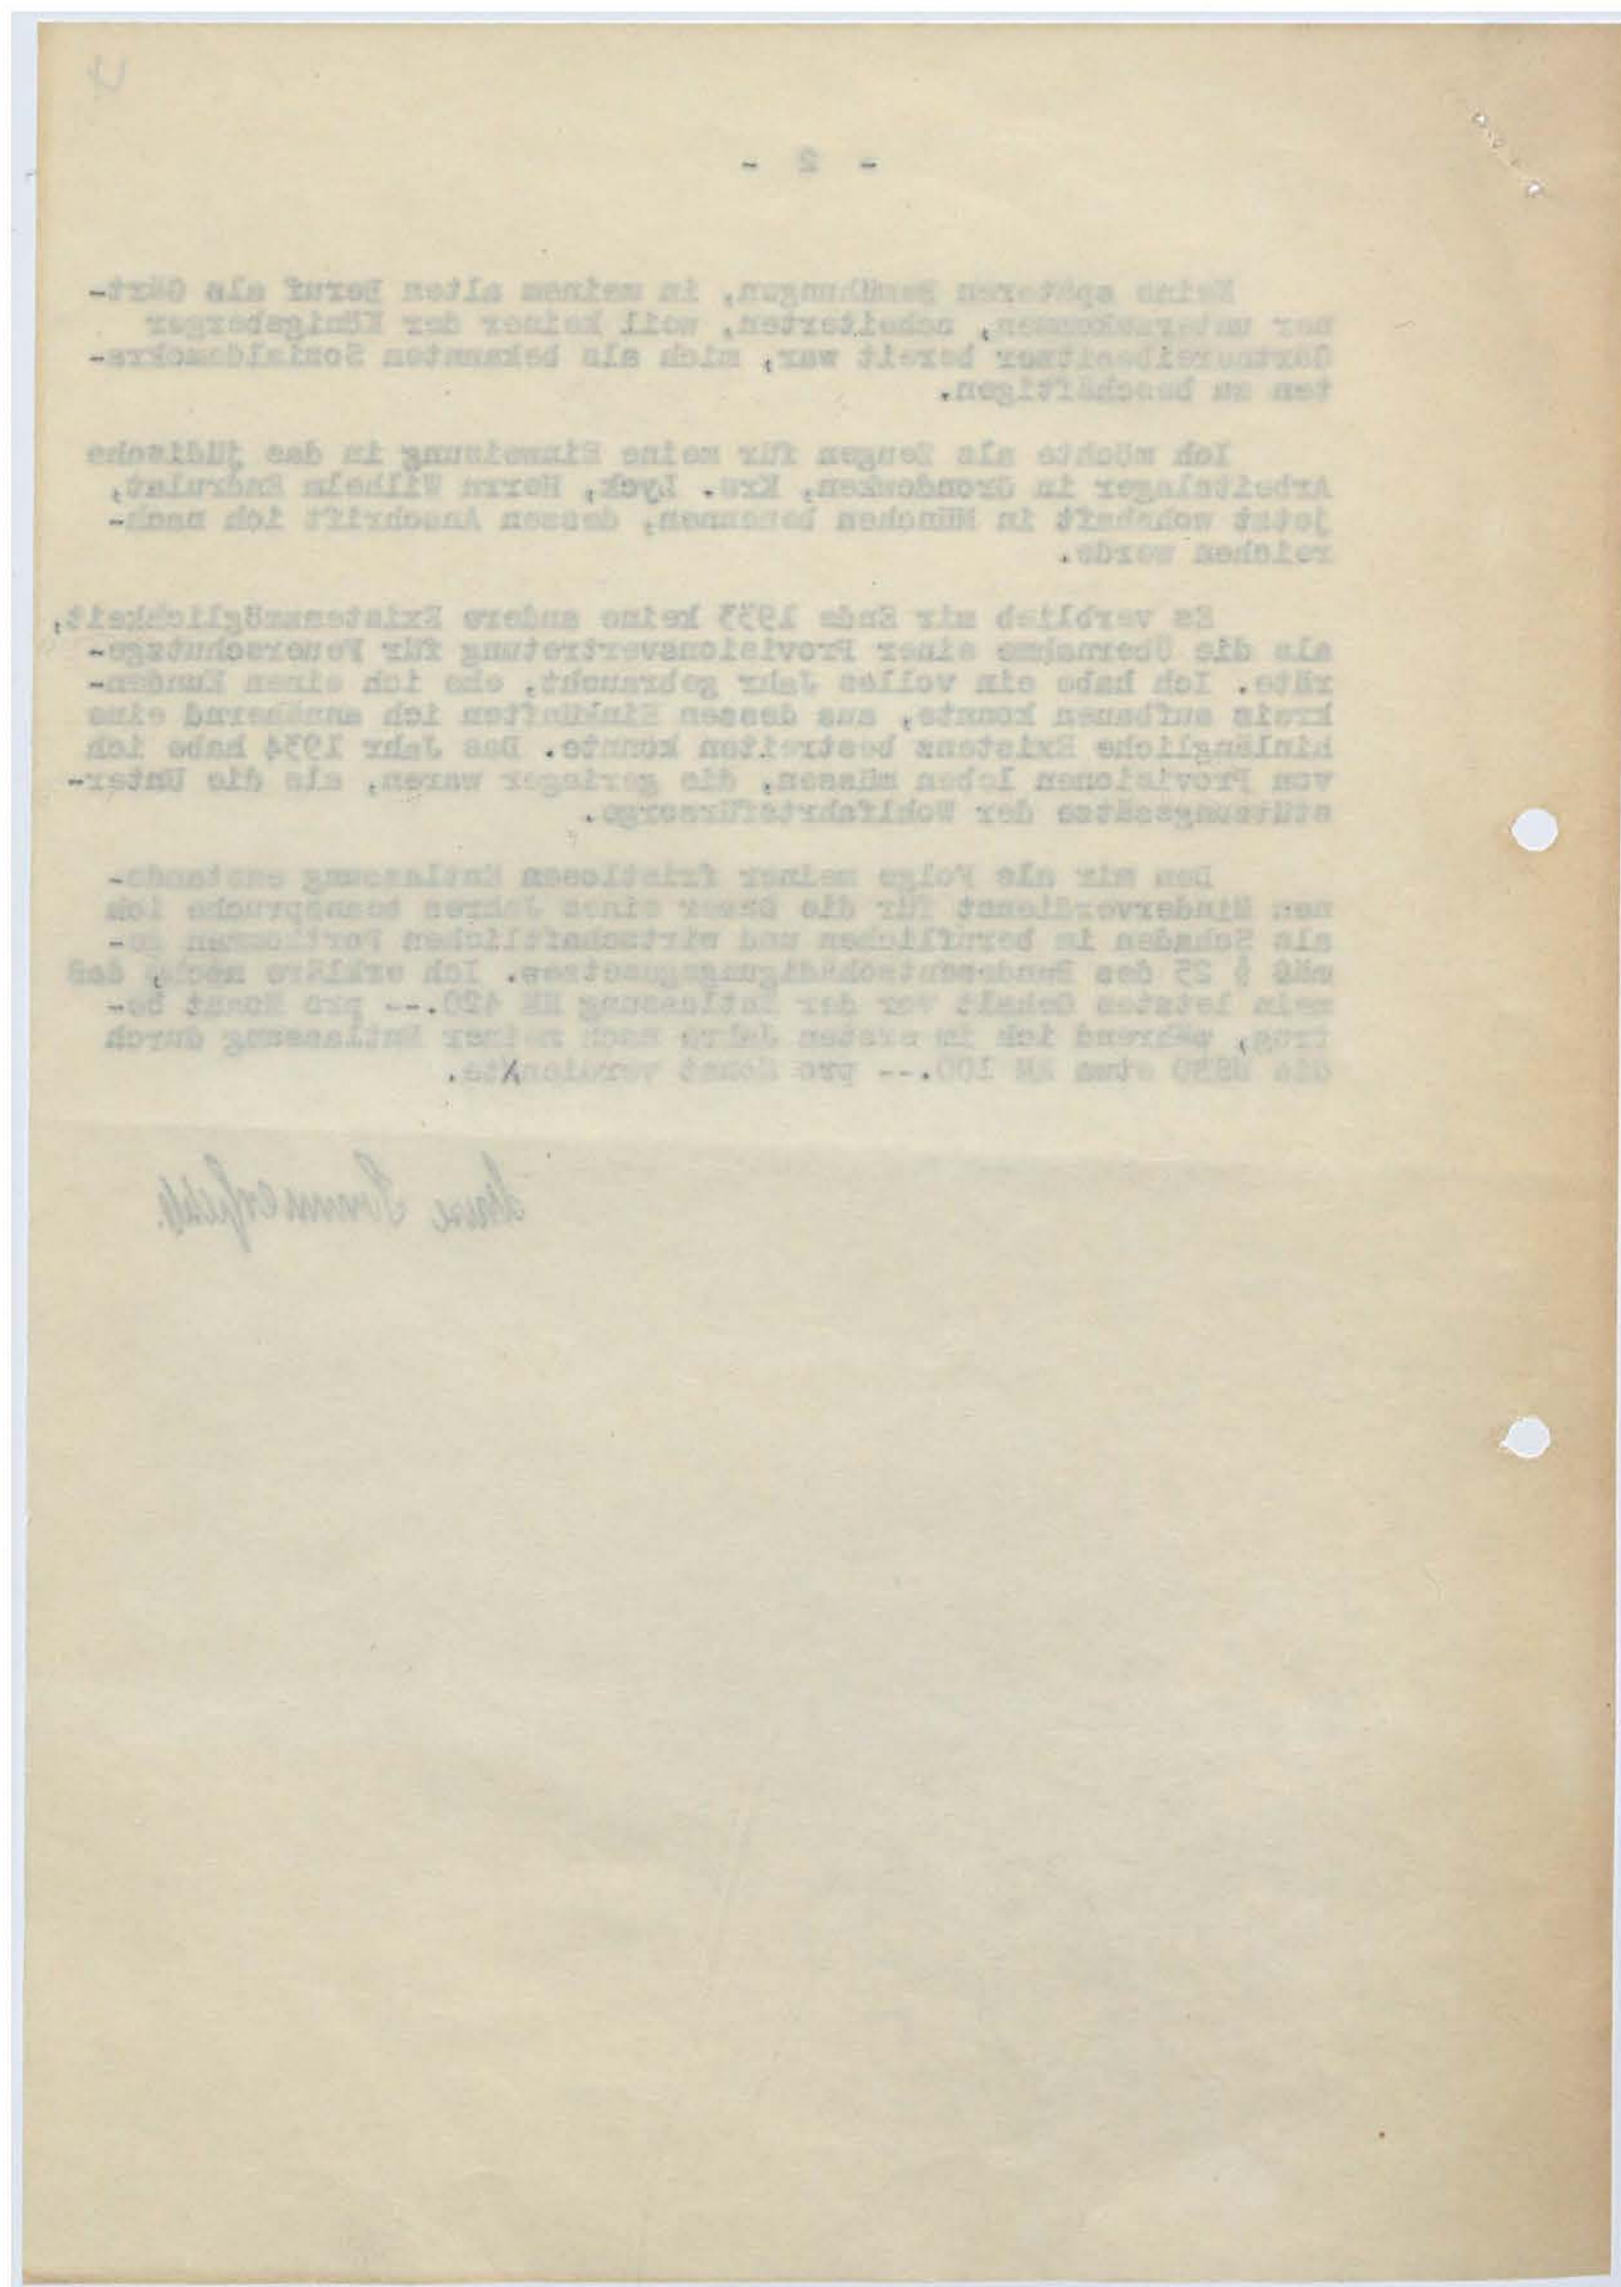 - 2 -
Meine späteren Bemühungen, in meinem alten Beruf als Gärt-
ner unterzukommen, scheiterten, weil keiner der Königsberger
Gärtnereibesitzer bereit war, mich als bekannten Sozialdemokra-
ten zu beschäftigen.
Ich möchte als Zeugen für meine Einweisung in das jüdische
Arbeitslager in Grondowken, Krs. Lyck, Herrn Wilhelm Endrulat,
jetzt wohnhaft in München benennen, dessen Anschrift ich nach-
reichen werde.
Es verblieb mir Ende 1933 keine andere Existenzmöglichkeit,
als die Übernahme einer Provisionsvertretung für Feuerschutzge-
räte. Ich habe ein volles Jahr gebraucht, ehe ich einen Kunden-
kreis aufbauen konnte, aus dessen Einkünften ich annähernd eine
hinlängliche Existenz bestreiten konnte. Das Jahr 1934 habe ich
von Provisionen leben müssen, die geringer waren, als die Unter-
stützungssätze der Wohlfahrtsfürsorge.
Den mir als Folge meiner fristlosen Entlassung entstande-
nen Minderverdienst für die Dauer eines Jahres beanspruche ich
als Schaden im beruflichen und wirtschaftlichen Fortkommen ge-
mäß § 25 des Bundesentschädigungsgesetzes. Ich erkläre noch, daß
mein letztes Gehalt vor der Entlassung RM 420.-- pro Monat be-
trug, während ich im ersten Jahre nach meiner Entlassung durch
die NSBO etwa RM 100.-- pro Monat verdiente.